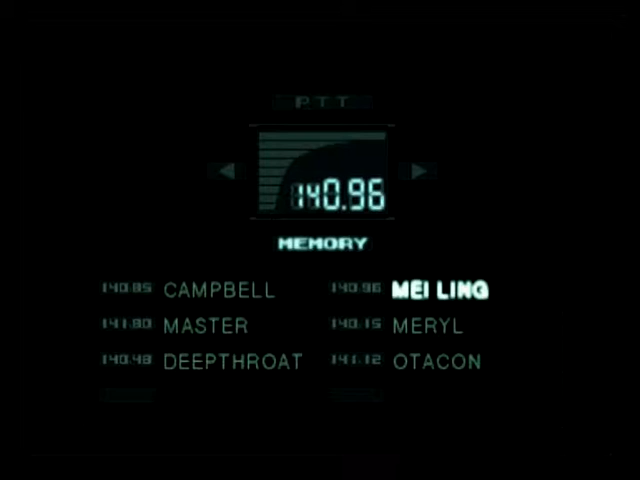 PTT
140.96
MEMORY
140.85 CAMPBELL 140.96 MEI LING
141.80 MASTER 140.15 MERYL
140.48 DEEPTHROAT 141.12 OTACON